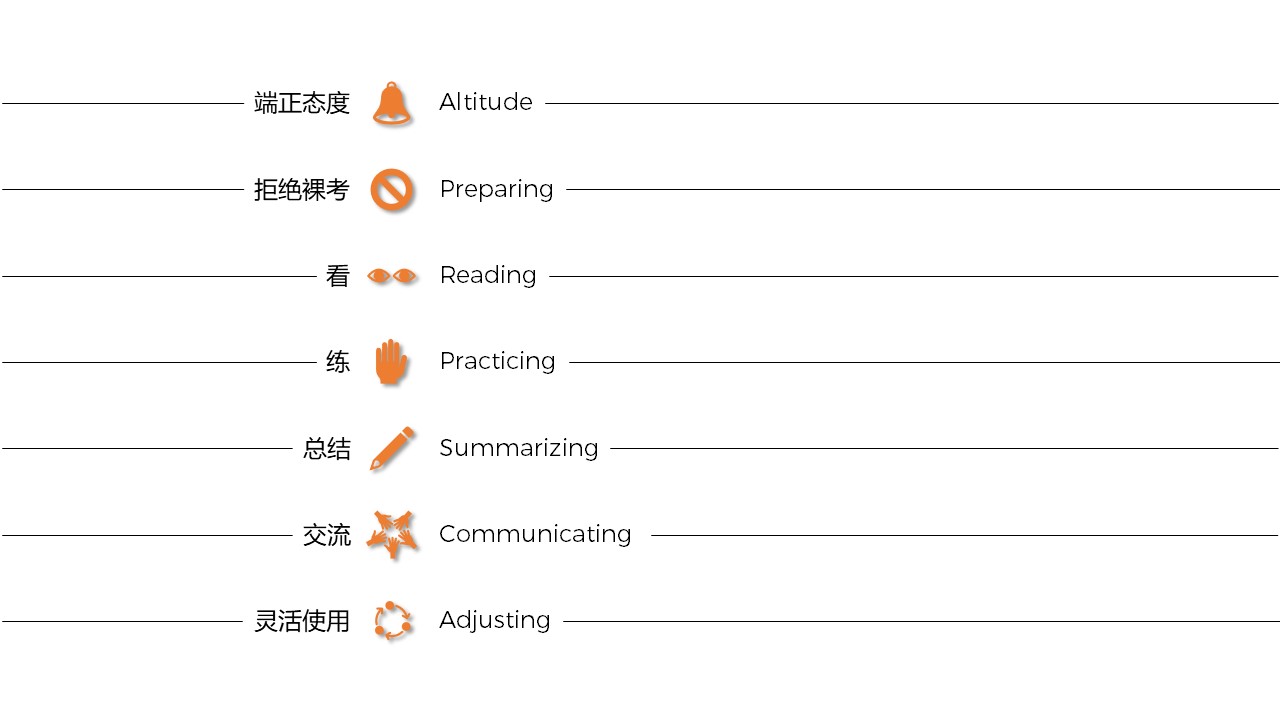 端正态度 Altitude
拒绝裸考 Preparing
看 Reading
练 Practicing
总结 Summarizing
交流 Communicating
灵活使用 Adjusting